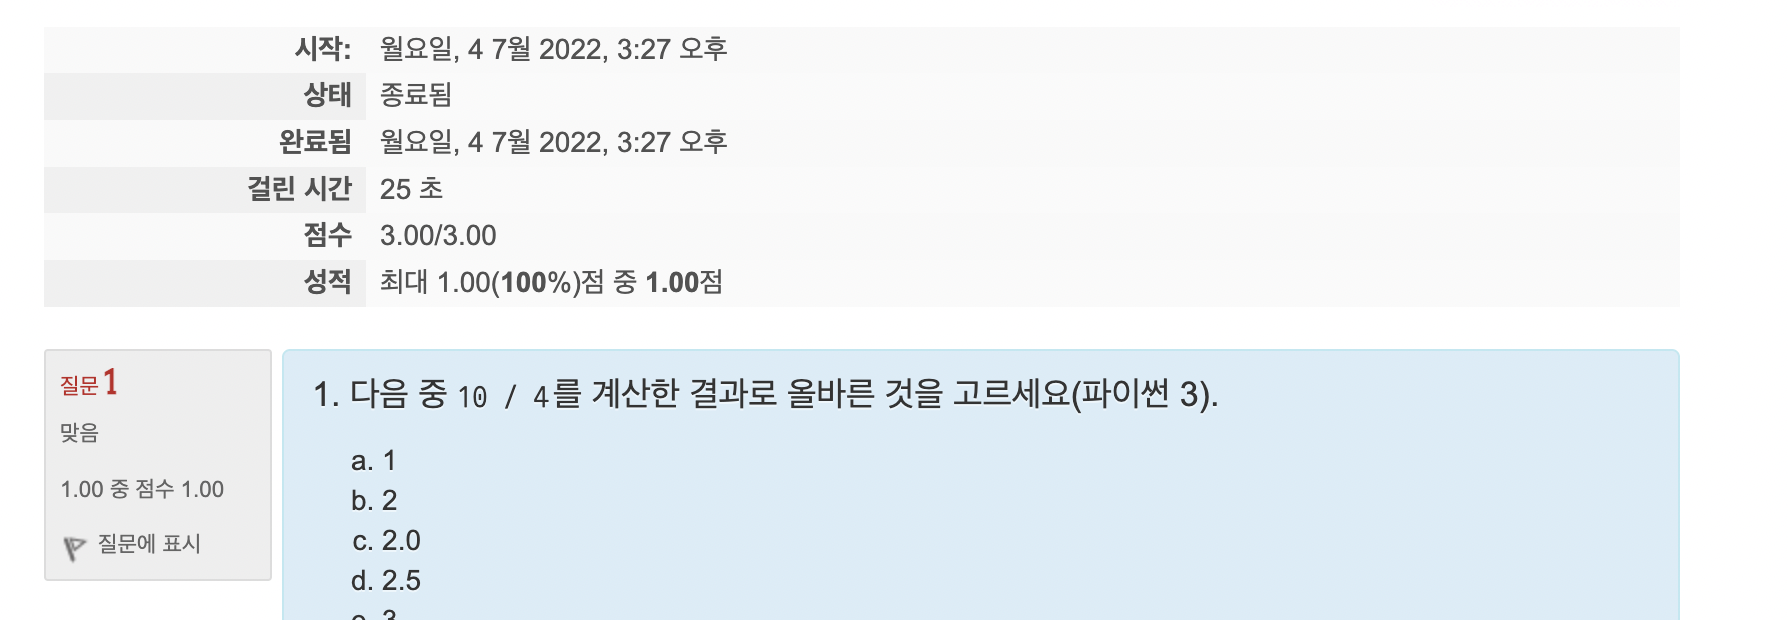 시작: 월요일, 4 7월 2022, 3:27 오후
상태 종료됨
완료됨 월요일, 4 7월 2022, 3:27 오후
걸린 시간 25 초
점수 3.00/3.00
성적 최대 1.00(100%)점 중 1.00점
질문 1
맞음
1.00 중 점수 1.00
질문에 표시
1. 다음 중 10 / 4를 계산한 결과로 올바른 것을 고르세요(파이썬 3).
a. 1
b. 2
c. 2.0
d. 2.5
e. 3